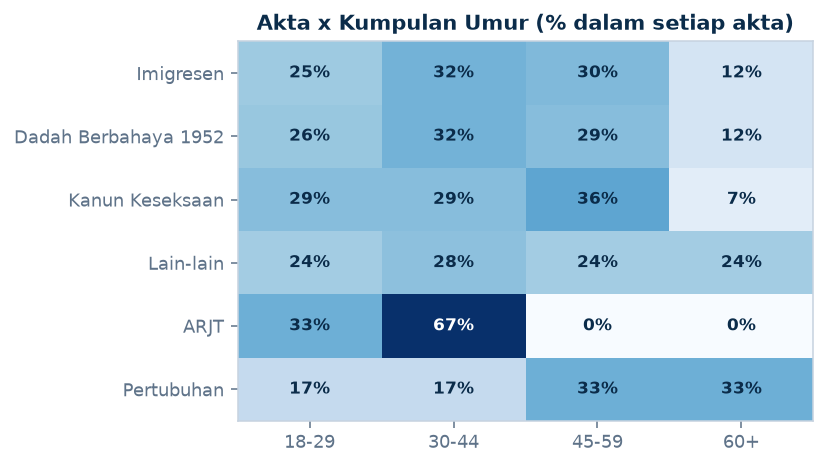 Akta x Kumpulan Umur (% dalam setiap akta)
Imigresen 25% 32% 30% 12%
Dadah Berbahaya 1952 26% 32% 29% 12%
Kanun Keseksaan 29% 29% 36% 7%
Lain-lain 24% 28% 24% 24%
ARJT 33% 67% 0% 0%
Pertubuhan 17% 17% 33% 33%
18-29 30-44 45-59 60+